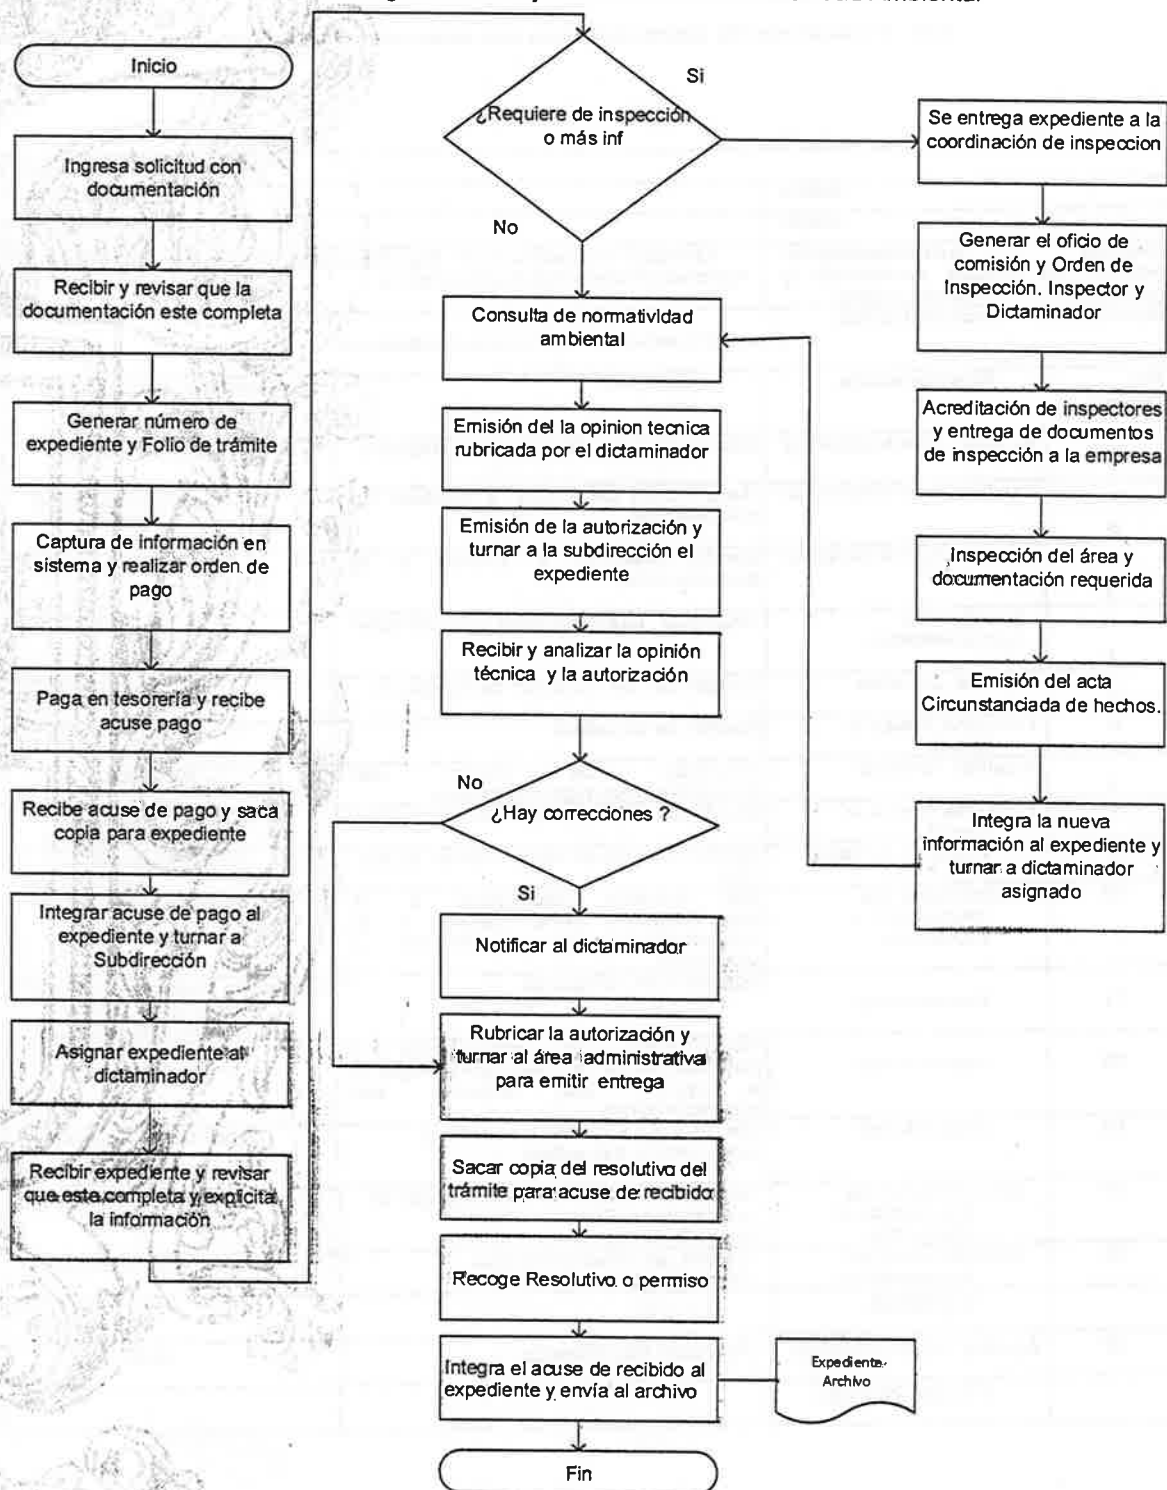 Inicio
Ingresa solicitud con
documentación
Recibir y revisar que la
documentación este completa
Generar número de
expediente y Folio de trámite
Captura de información en
sistema y realizar orden de
pago
Paga en tesorería y recibe
acuse pago
Recibe acuse de pago y saca
copia para expediente
Integrar acuse de pago al
expediente y turnar a
Subdirección
Asignar expediente al
dictaminador
Recibir expediente y revisar
que este completa y explicita
la información
¿Requiere de inspección
o más inf
Si
No
Consulta de normatividad
ambiental
Emisión del la opinion tecnica
rubricada por el dictaminador
Emisión de la autorización y
turnar a la subdirección el
expediente
Recibir y analizar la opinión
técnica y la autorización
No
¿Hay correcciones ?
Si
Notificar al dictaminador
Rubricar la autorización y
turnar al área administrativa
para emitir entrega
Sacar copia del resolutivo del
trámite para acuse de recibido
Recoge Resolutivo o permiso
Integra el acuse de recibido al
expediente y envía al archivo
Expediente
Archivo
Fin
Se entrega expediente a la
coordinación de inspeccion
Generar el oficio de
comisión y Orden de
Inspección. Inspector y
Dictaminador
Acreditación de inspectores
y entrega de documentos
de inspección a la empresa
Inspección del área y
documentación requerida
Emisión del acta
Circunstanciada de hechos.
Integra la nueva
información al expediente y
turnar a dictaminador
asignado